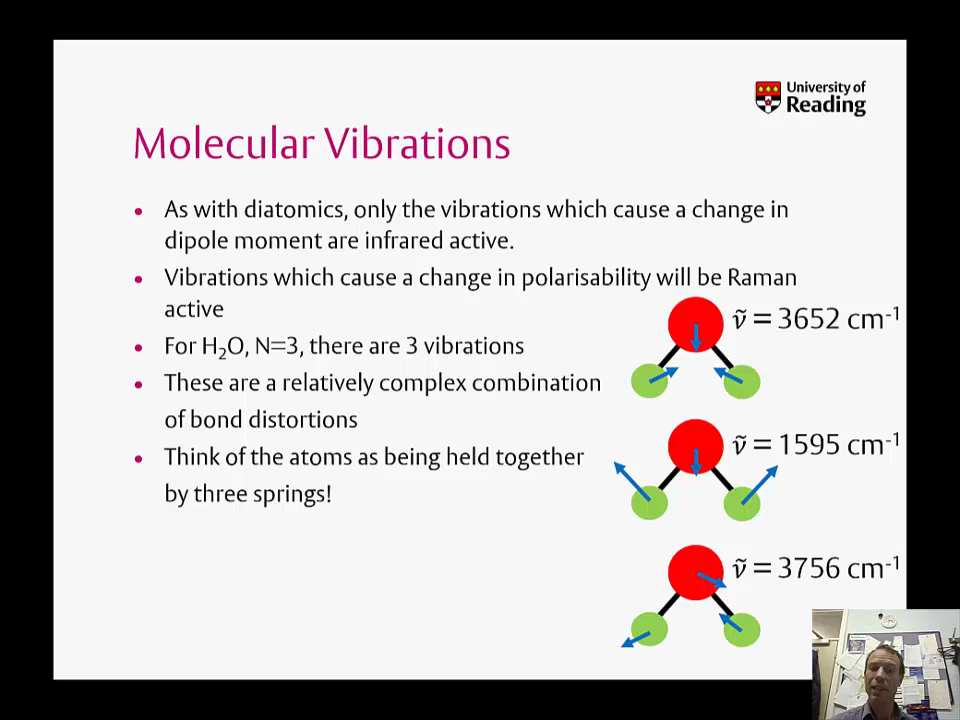 University of
Reading
Molecular Vibrations
• As with diatomics, only the vibrations which cause a change in
dipole moment are infrared active.
• Vibrations which cause a change in polarisability will be Raman
active
ṽ = 3652 cm⁻¹
• For H₂O, N=3, there are 3 vibrations
• These are a relatively complex combination
of bond distortions
ṽ = 1595 cm⁻¹
• Think of the atoms as being held together
by three springs!
ṽ = 3756 cm⁻¹